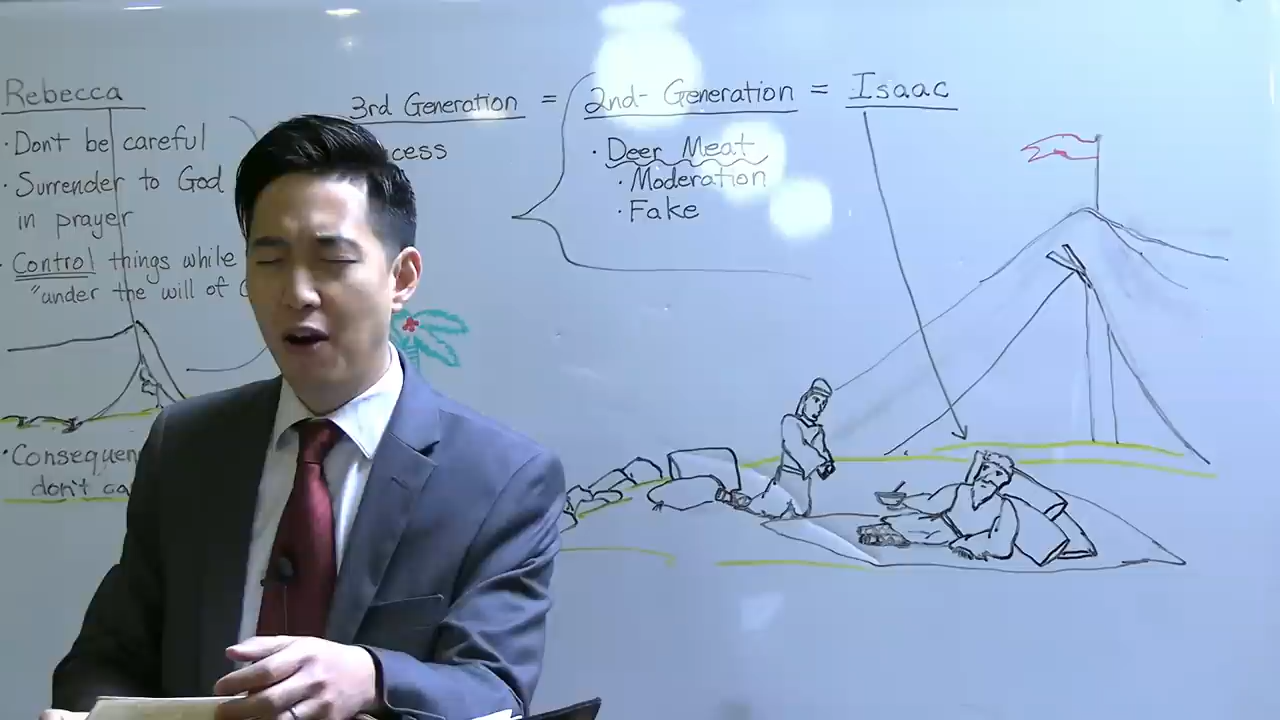 Rebecca
· Don't be careful
· Surrender to God
in prayer
· Control things while
"under the will of
· Consequen
don't ca
3rd Generation = 2nd- Generation = Isaac
cess
· Deer Meat
· Moderation
· Fake